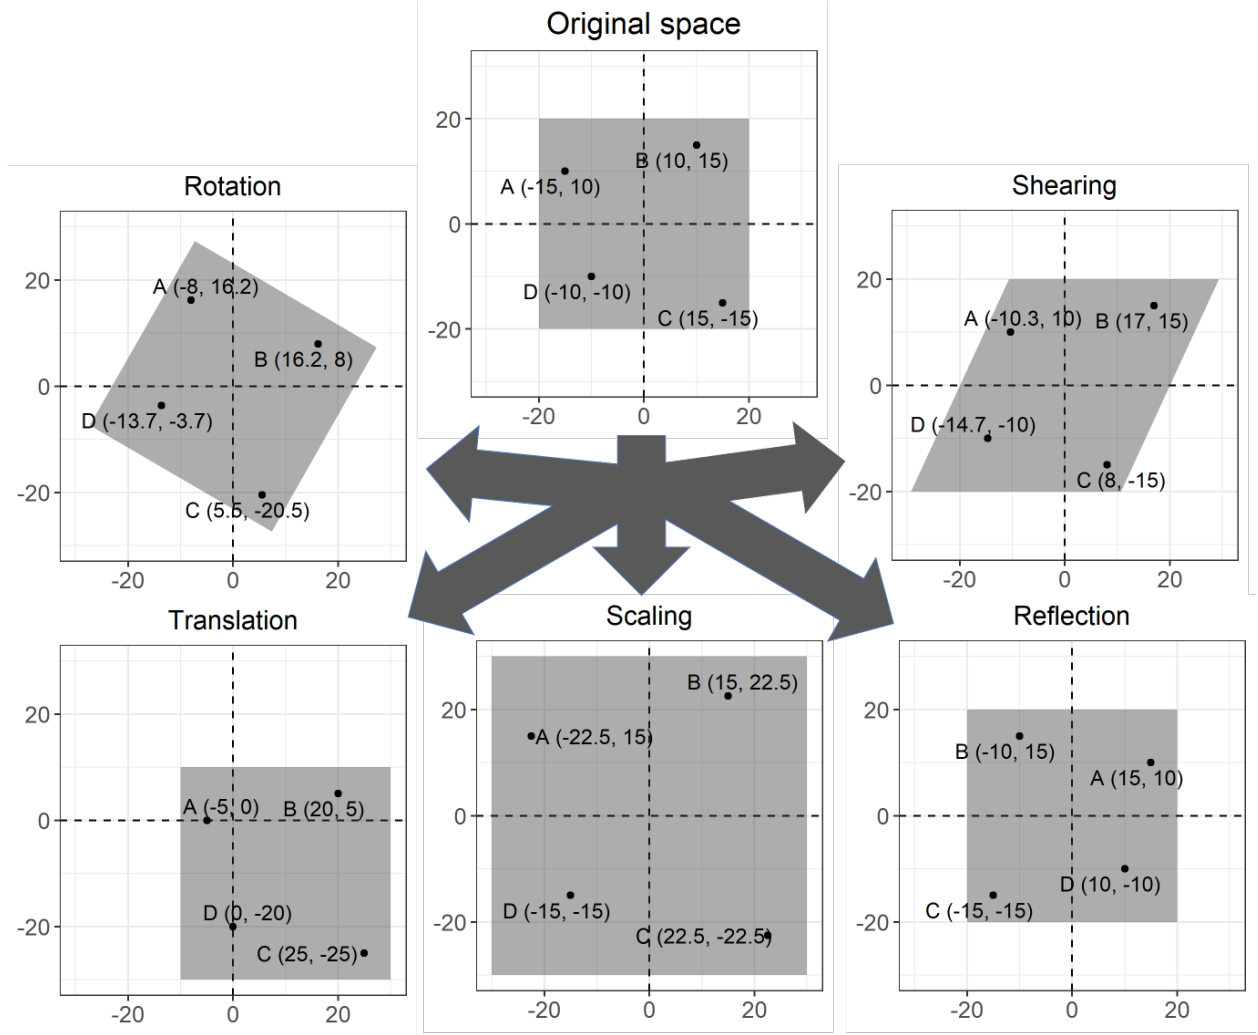 Original space
20
0
-20
-20
0
20
A (-15, 10)
B (10, 15)
D (-10, -10)
C (15, -15)
Rotation
20
0
-20
-20
0
20
A (-8, 16.2)
B (16.2, 8)
D (-13.7, -3.7)
C (5.5, -20.5)
Shearing
20
0
-20
-20
0
20
A (-10.3, 10)
B (17, 15)
D (-14.7, -10)
C (8, -15)
Translation
20
0
-20
-20
0
20
A (-5, 0)
B (20, 5)
D (0, -20)
C (25, -25)
Scaling
20
0
-20
-20
0
20
B (15, 22.5)
A (-22.5, 15)
D (-15, -15)
C (22.5, -22.5)
Reflection
20
0
-20
-20
0
20
B (-10, 15)
A (15, 10)
D (10, -10)
C (-15, -15)